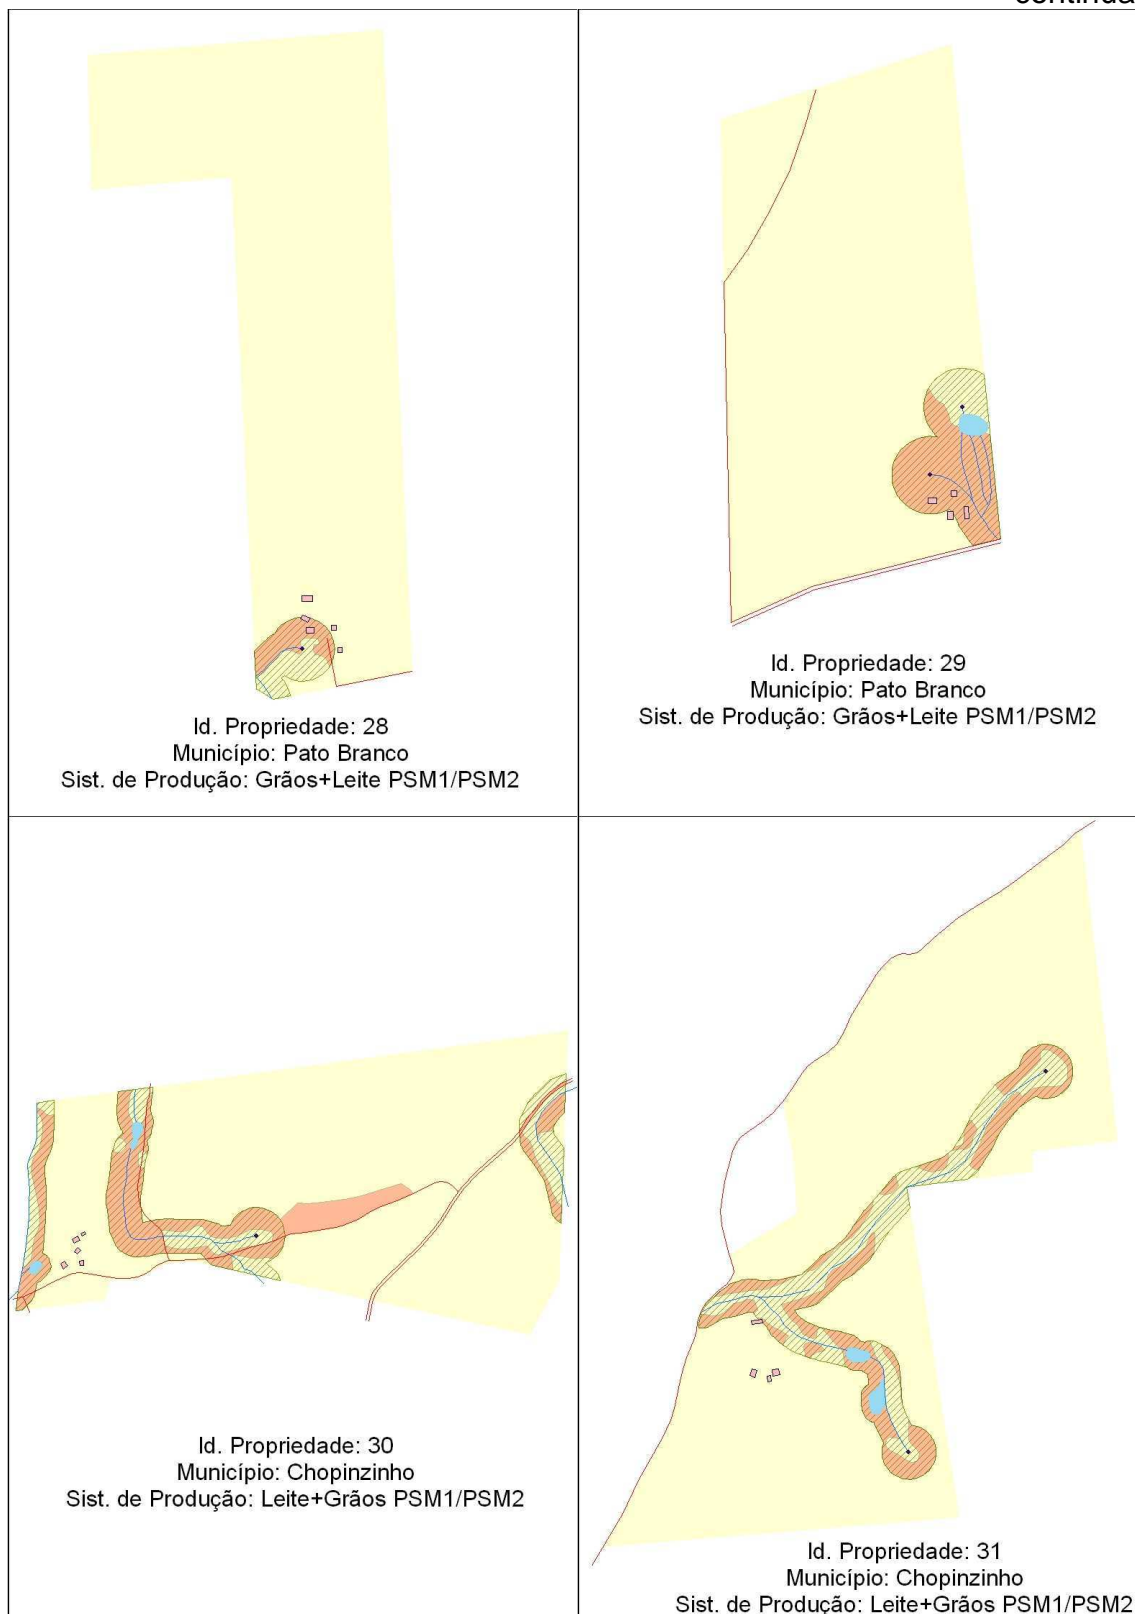 continua
Id. Propriedade: 28
Município: Pato Branco
Sist. de Produção: Grãos+Leite PSM1/PSM2
Id. Propriedade: 29
Município: Pato Branco
Sist. de Produção: Grãos+Leite PSM1/PSM2
Id. Propriedade: 30
Município: Chopinzinho
Sist. de Produção: Leite+Grãos PSM1/PSM2
Id. Propriedade: 31
Município: Chopinzinho
Sist. de Produção: Leite+Grãos PSM1/PSM2